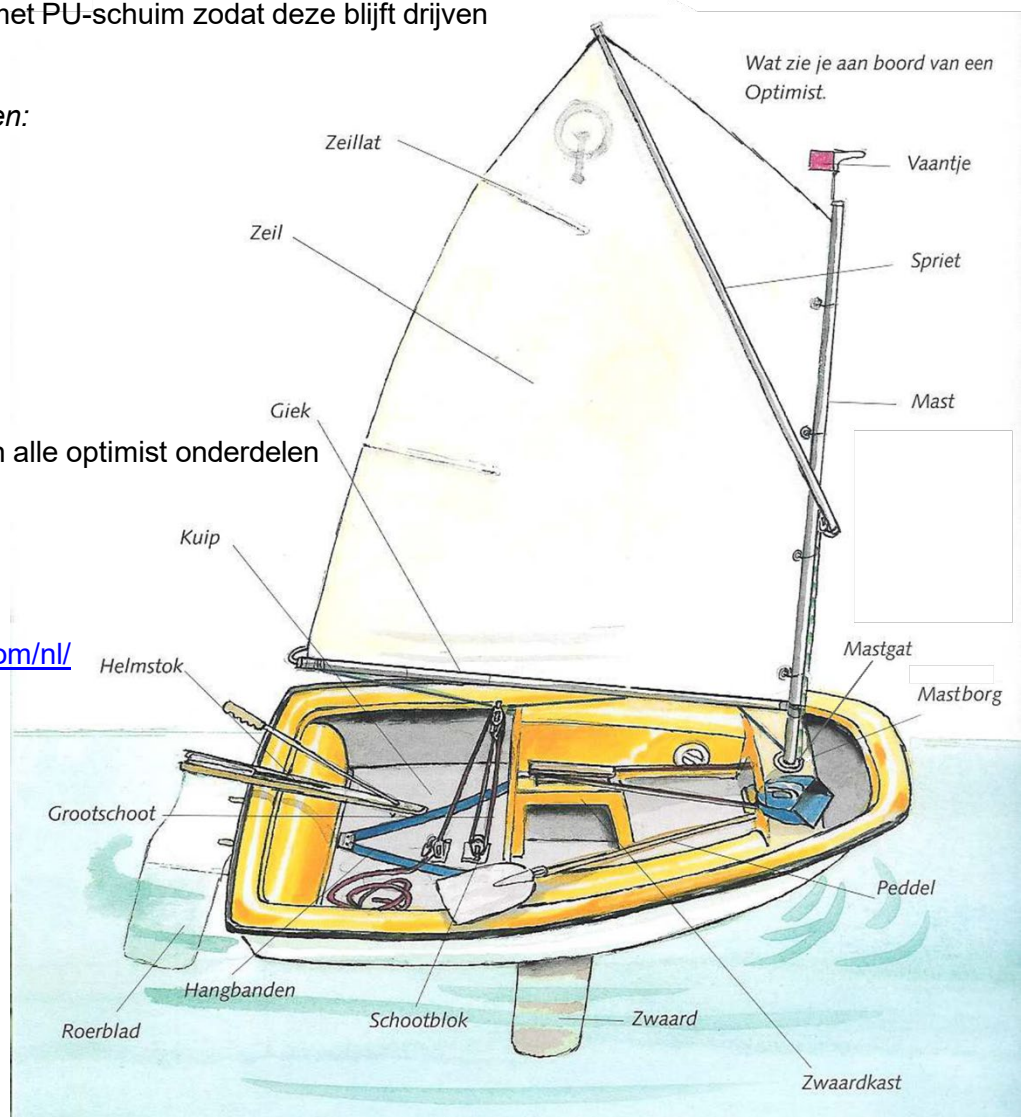 met PU-schuim zodat deze blijft drijven
Wat zie je aan boord van een
Optimist.
en:
Zeillat
Vaantje
Zeil
Spriet
Giek
Mast
alle optimist onderdelen
Kuip
om/nl/
Helmstok
Mastgat
Mastborg
Grootschoot
Peddel
Hangbanden
Schootblok
Zwaard
Roerblad
Zwaardkast